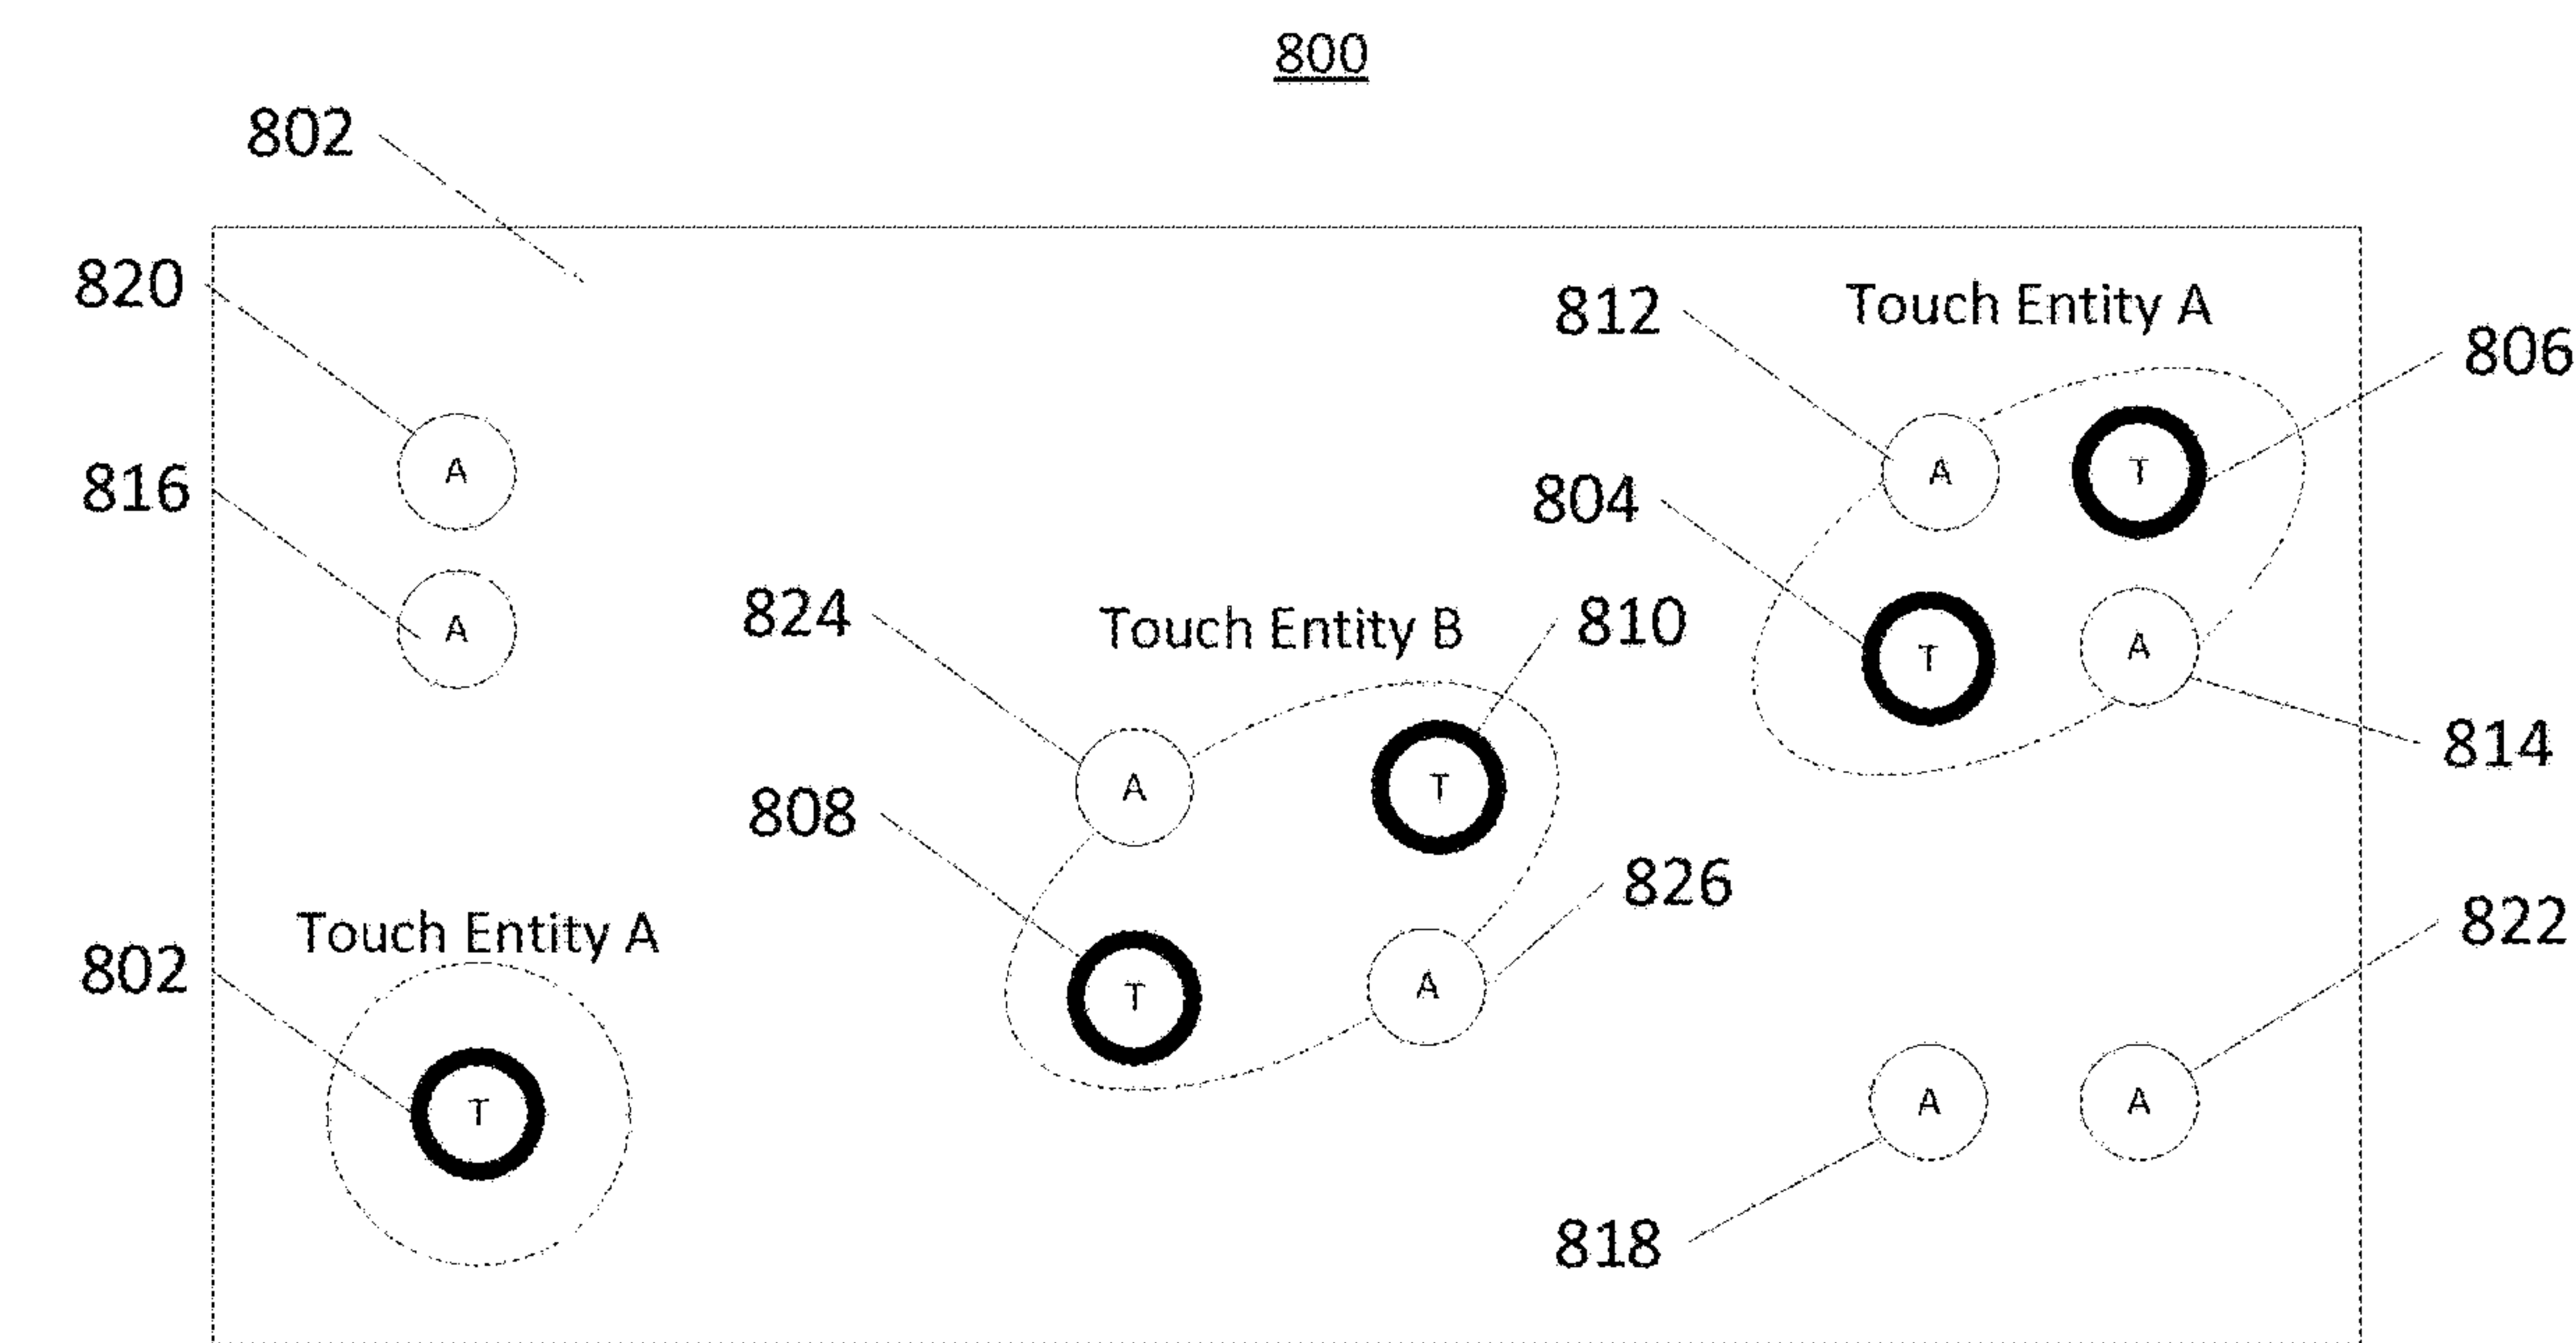 800
802
820
812
Touch Entity A
806
816
A
A
T
804
824
Touch Entity B
810
A
T
A
814
808
A
T
826
822
Touch Entity A
802
T
T
A
A
A
818